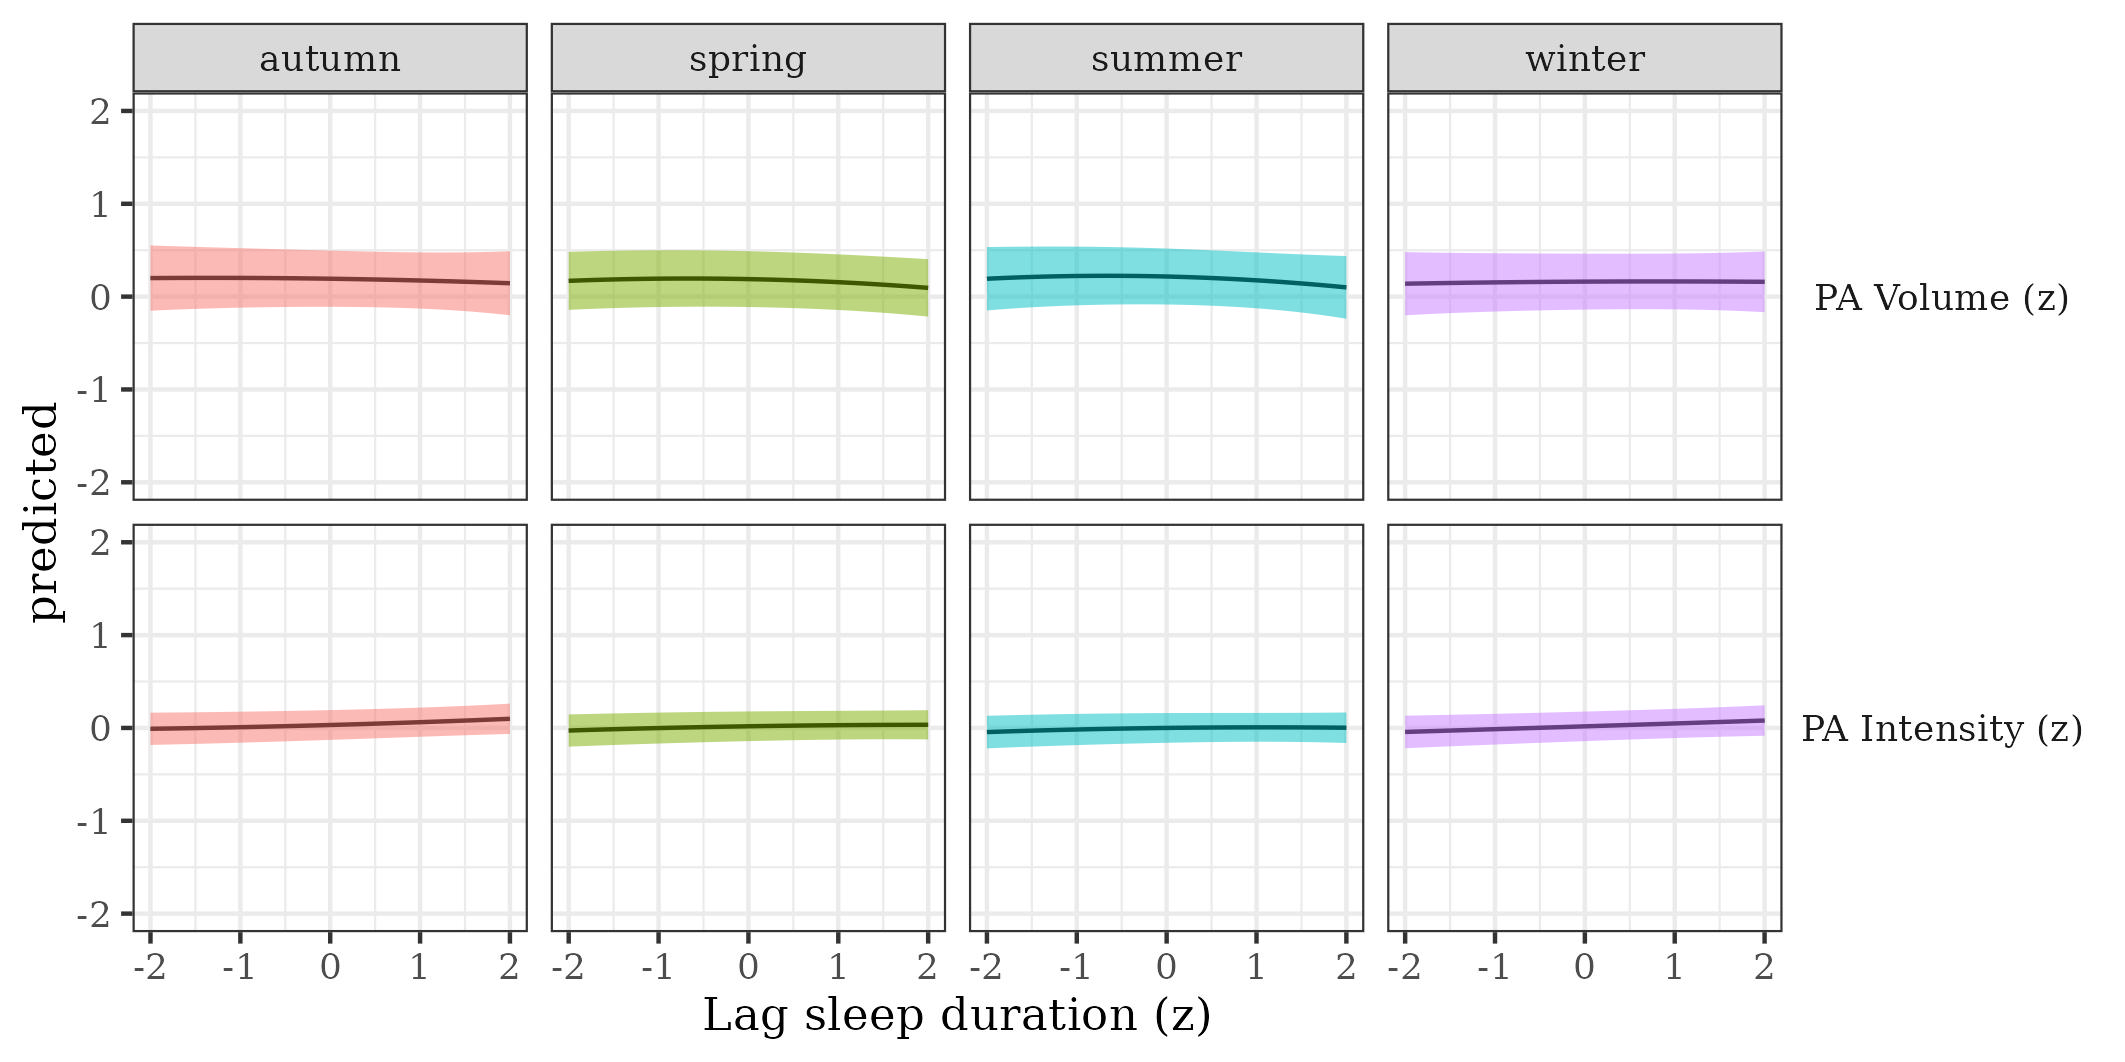 autumn spring summer winter
2
1
0
-1
-2
PA Volume (z)
predicted
2
1
0
-1
-2
PA Intensity (z)
-2 -1 0 1 2 -2 -1 0 1 2 -2 -1 0 1 2 -2 -1 0 1 2
Lag sleep duration (z)